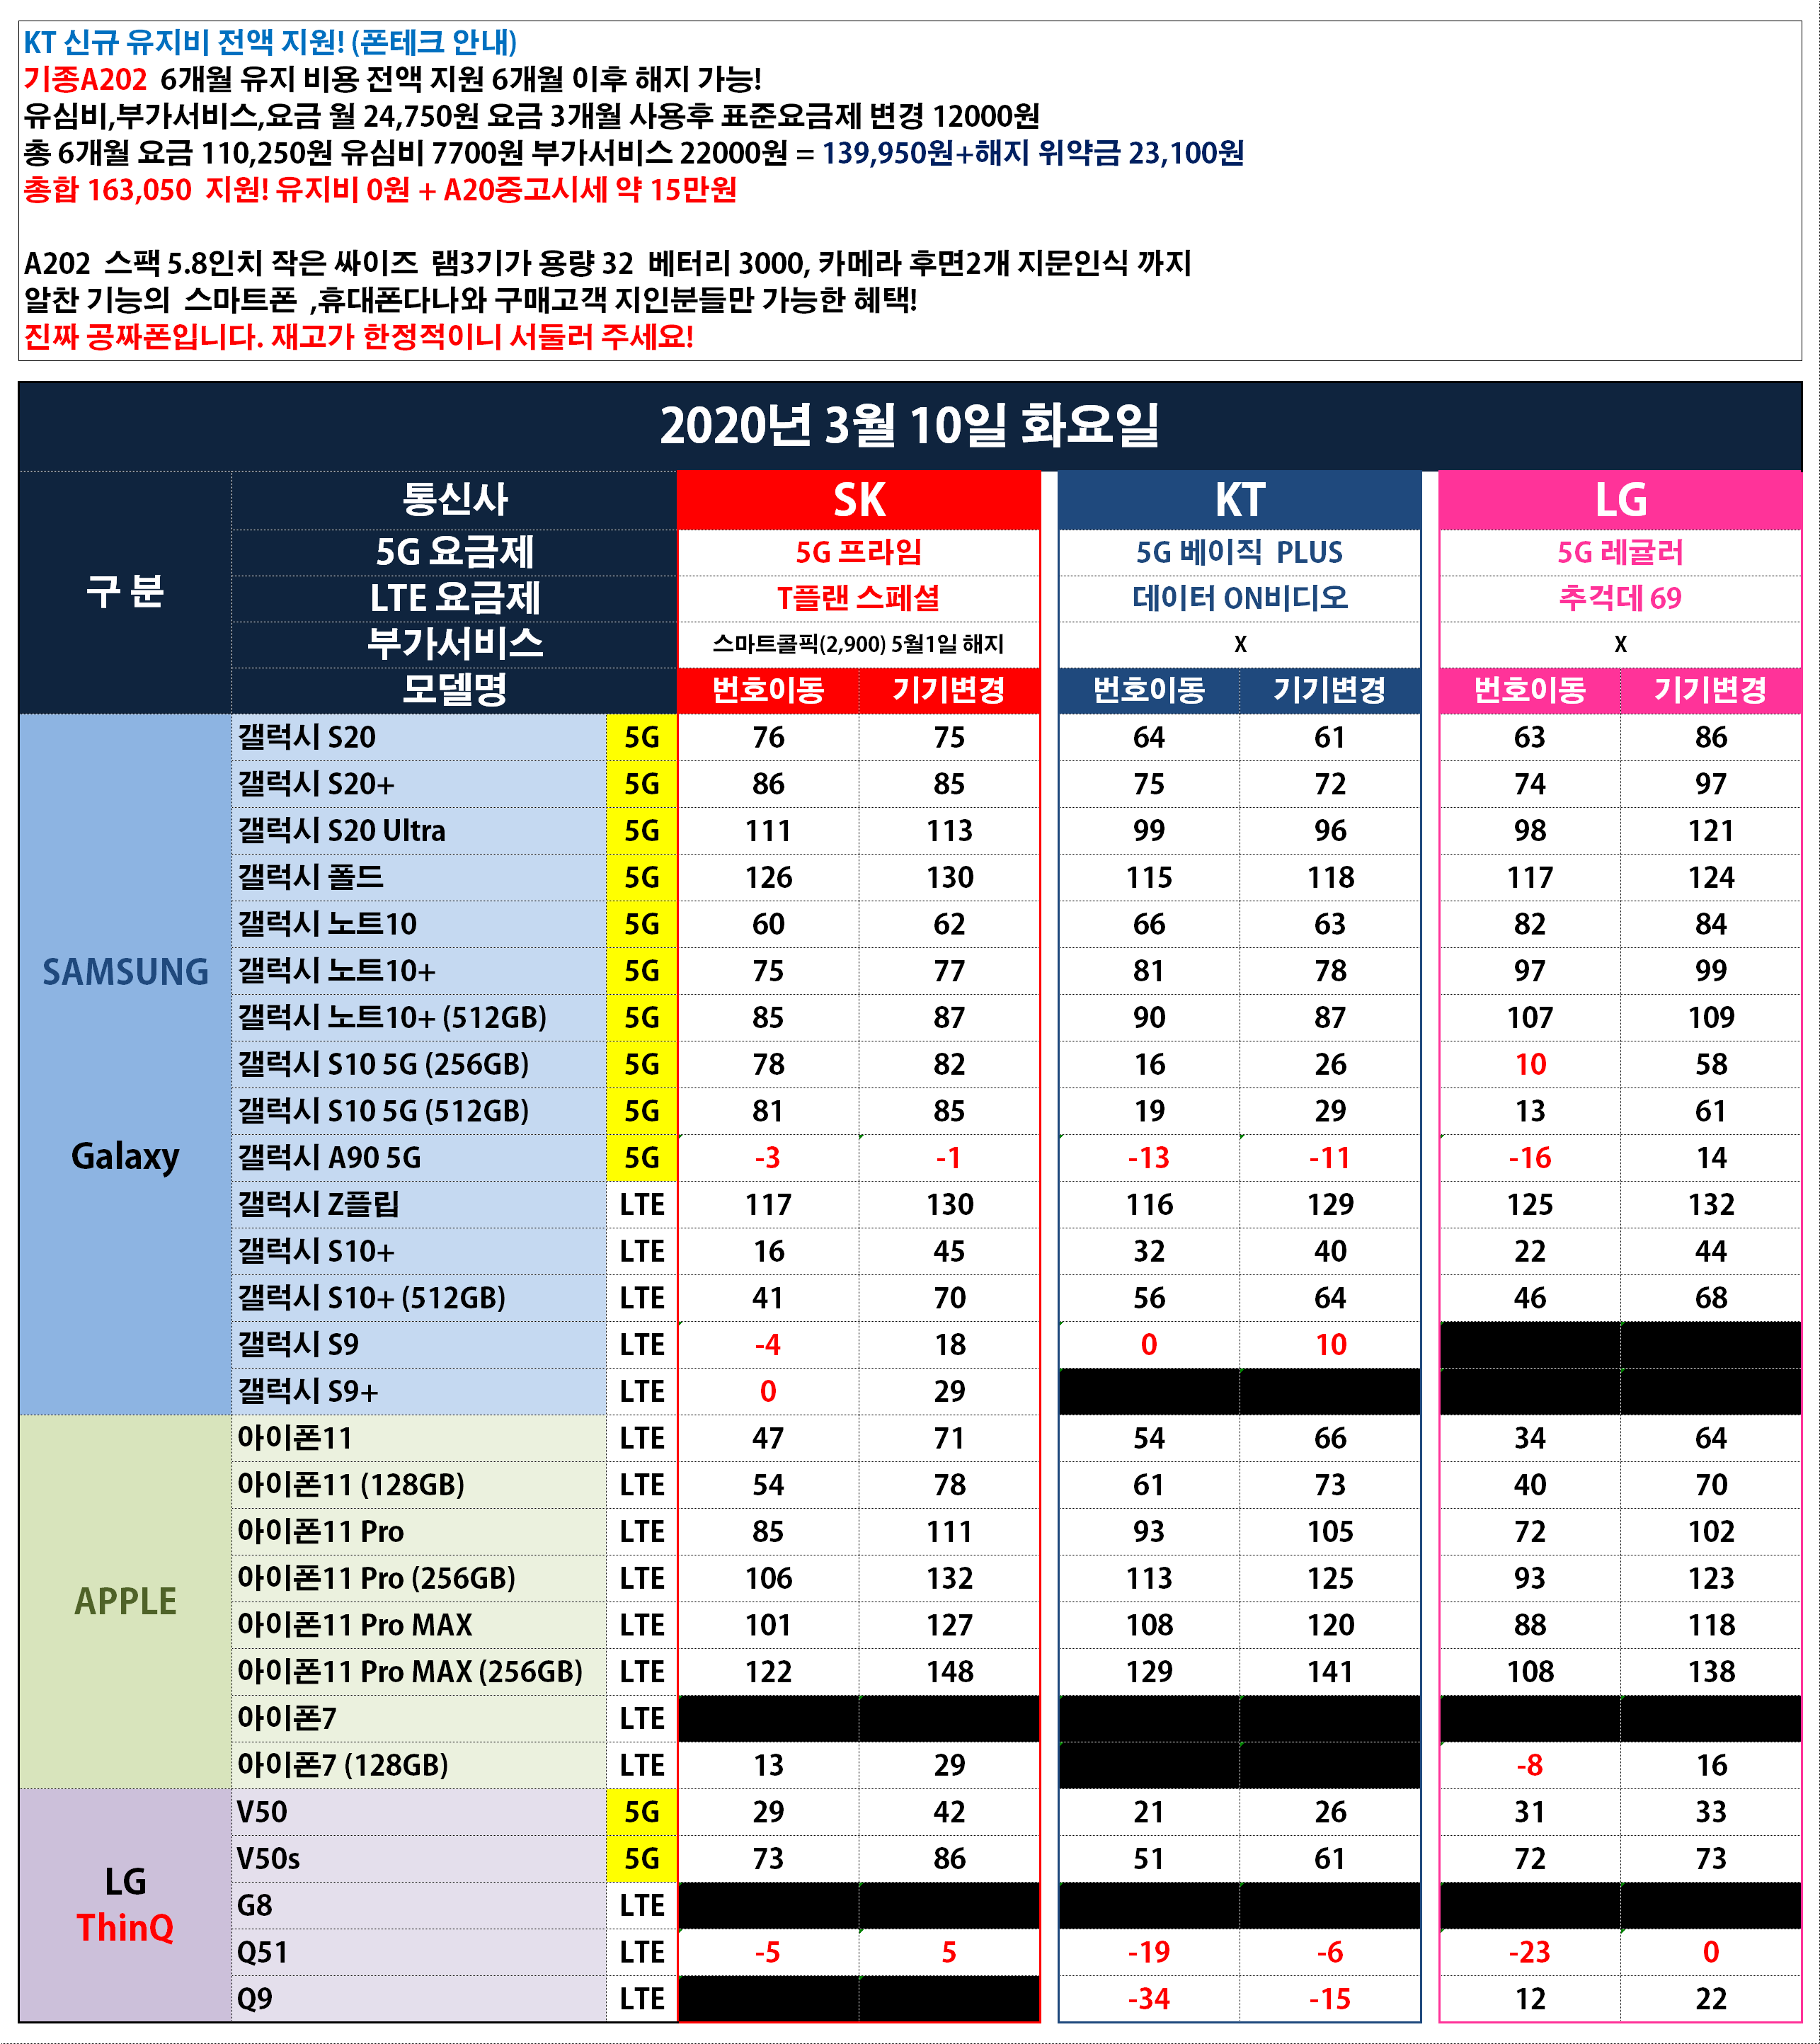 KT 신규 유지비 전액 지원! (폰테크 안내)
기종A202 6개월 유지 비용 전액 지원 6개월 이후 해지 가능!
유심비,부가서비스,요금 월 24,750원 요금 3개월 사용후 표준요금제 변경 12000원
총 6개월 요금 110,250원 유심비 7700원 부가서비스 22000원 = 139,950원+해지 위약금 23,100원
총합 163,050 지원! 유지비 0원 + A20중고시세 약 15만원
A202 스팩 5.8인치 작은 싸이즈 램3기가 용량 32 베터리 3000, 카메라 후면2개 지문인식 까지
알찬 기능의 스마트폰 ,휴대폰다나와 구매고객 지인분들만 가능한 혜택!
진짜 공짜폰입니다. 재고가 한정적이니 서둘러 주세요!
2020년 3월 10일 화요일
구 분 통신사 SK KT LG
5G 요금제 5G 프라임 5G 베이직 PLUS 5G 레귤러
LTE 요금제 T플랜 스페셜 데이터 ON비디오 추걱데 69
부가서비스 스마트콜픽(2,900) 5월1일 해지 X X
모델명 번호이동 기기변경 번호이동 기기변경 번호이동 기기변경
SAMSUNG
Galaxy
갤럭시 S20 5G 76 75 64 61 63 86
갤럭시 S20+ 5G 86 85 75 72 74 97
갤럭시 S20 Ultra 5G 111 113 99 96 98 121
갤럭시 폴드 5G 126 130 115 118 117 124
갤럭시 노트10 5G 60 62 66 63 82 84
갤럭시 노트10+ 5G 75 77 81 78 97 99
갤럭시 노트10+ (512GB) 5G 85 87 90 87 107 109
갤럭시 S10 5G (256GB) 5G 78 82 16 26 10 58
갤럭시 S10 5G (512GB) 5G 81 85 19 29 13 61
갤럭시 A90 5G 5G -3 -1 -13 -11 -16 14
갤럭시 Z플립 LTE 117 130 116 129 125 132
갤럭시 S10+ LTE 16 45 32 40 22 44
갤럭시 S10+ (512GB) LTE 41 70 56 64 46 68
갤럭시 S9 LTE -4 18 0 10
갤럭시 S9+ LTE 0 29
APPLE
아이폰11 LTE 47 71 54 66 34 64
아이폰11 (128GB) LTE 54 78 61 73 40 70
아이폰11 Pro LTE 85 111 93 105 72 102
아이폰11 Pro (256GB) LTE 106 132 113 125 93 123
아이폰11 Pro MAX LTE 101 127 108 120 88 118
아이폰11 Pro MAX (256GB) LTE 122 148 129 141 108 138
아이폰7 LTE
아이폰7 (128GB) LTE 13 29 -8 16
LG
ThinQ
V50 5G 29 42 21 26 31 33
V50s 5G 73 86 51 61 72 73
G8 LTE
Q51 LTE -5 5 -19 -6 -23 0
Q9 LTE -34 -15 12 22